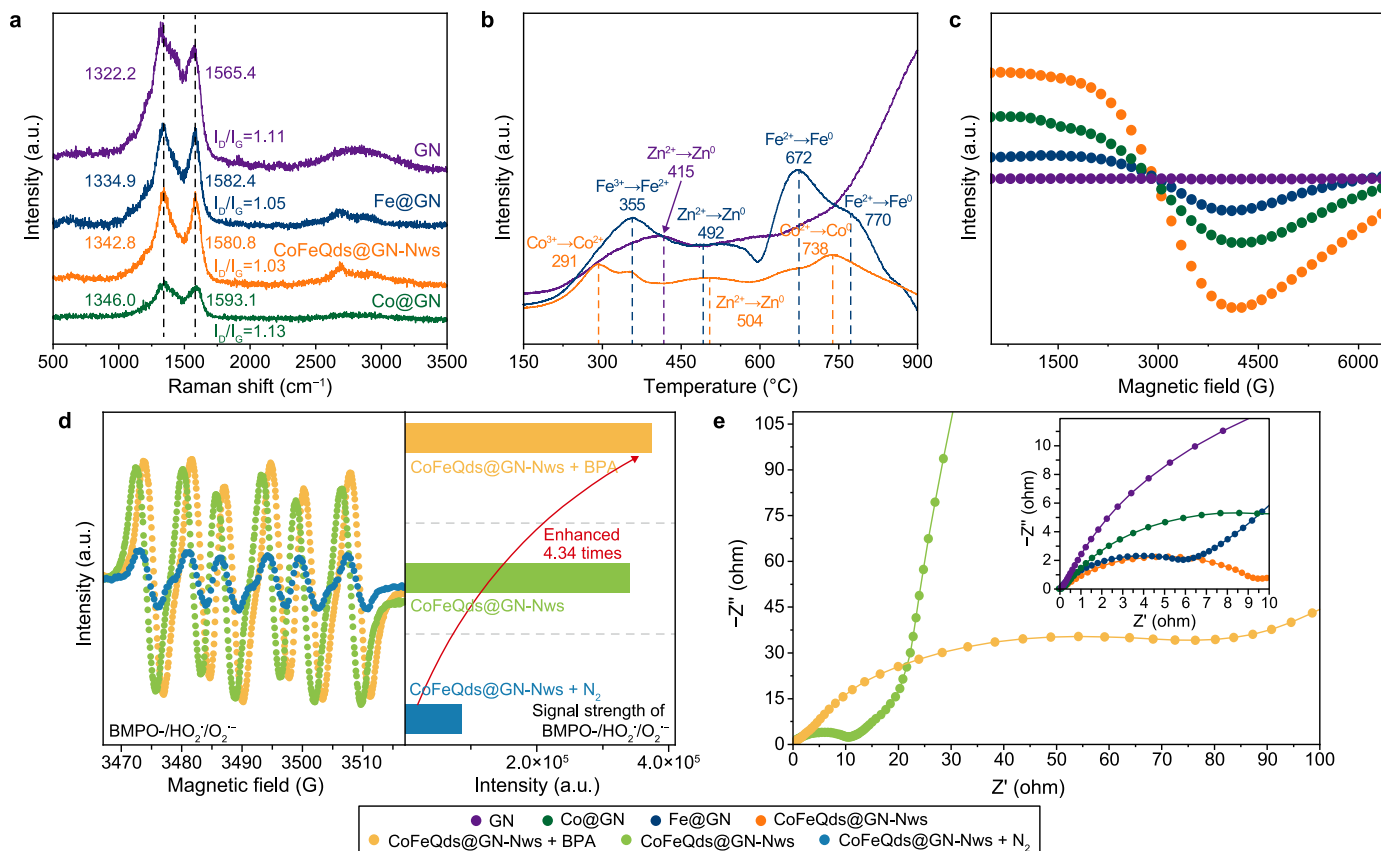 a
Intensity (a.u.)
1322.2
1565.4
I_D/I_G=1.11
GN
1334.9
1582.4
I_D/I_G=1.05
Fe@GN
1342.8
1580.8
CoFeQds@GN-Nws
I_D/I_G=1.03
1346.0
1593.1
Co@GN
I_D/I_G=1.13
500 1000 1500 2000 2500 3000 3500
Raman shift (cm⁻¹)
b
Intensity (a.u.)
Fe²⁺→Fe⁰
672
Zn²⁺→Zn⁰
415
Fe³⁺→Fe²⁺
355
Fe²⁺→Fe⁰
770
Zn²⁺→Zn⁰
492
Co³⁺→Co²⁺
291
Co²⁺→Co⁰
738
Zn²⁺→Zn⁰
504
150 300 450 600 750 900
Temperature (°C)
c
Intensity (a.u.)
1500 3000 4500 6000
Magnetic field (G)
d
Intensity (a.u.)
BMPO-/HO₂˙/O₂˙⁻
3470 3480 3490 3500 3510
Magnetic field (G)
CoFeQds@GN-Nws + BPA
Enhanced
4.34 times
CoFeQds@GN-Nws
CoFeQds@GN-Nws + N₂
Signal strength of
BMPO-/HO₂˙/O₂˙⁻
2.0×10⁵ 4.0×10⁵
Intensity (a.u.)
e
−Z'' (ohm)
105
90
75
60
45
30
15
0
0 10 20 30 40 50 60 70 80 90 100
Z' (ohm)
−Z'' (ohm)
10
8
6
4
2
0
0 1 2 3 4 5 6 7 8 9 10
Z' (ohm)
GN Co@GN Fe@GN CoFeQds@GN-Nws
CoFeQds@GN-Nws + BPA CoFeQds@GN-Nws CoFeQds@GN-Nws + N₂